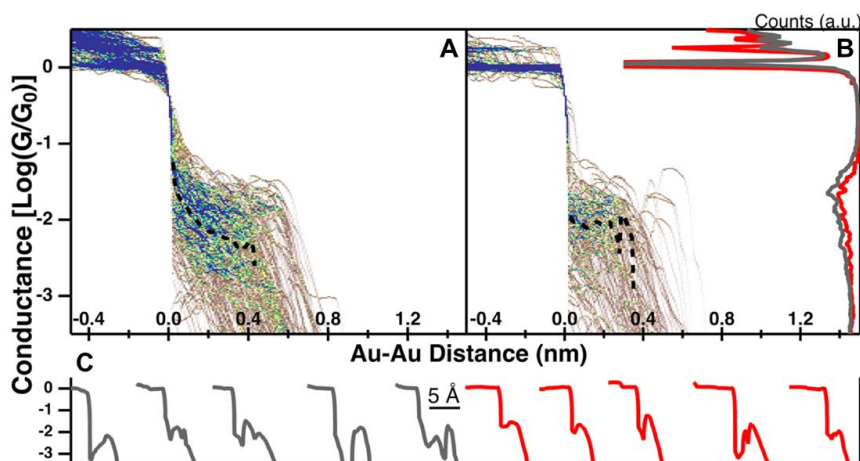 Counts (a.u.)
A
B
Conductance [Log(G/G0)]
0
-1
-2
-3
-0.4 0.0 0.4 0.8 1.2
-0.4 0.0 0.4 0.8 1.2
Au-Au Distance (nm)
C
0
-1
-2
-3
5 Å